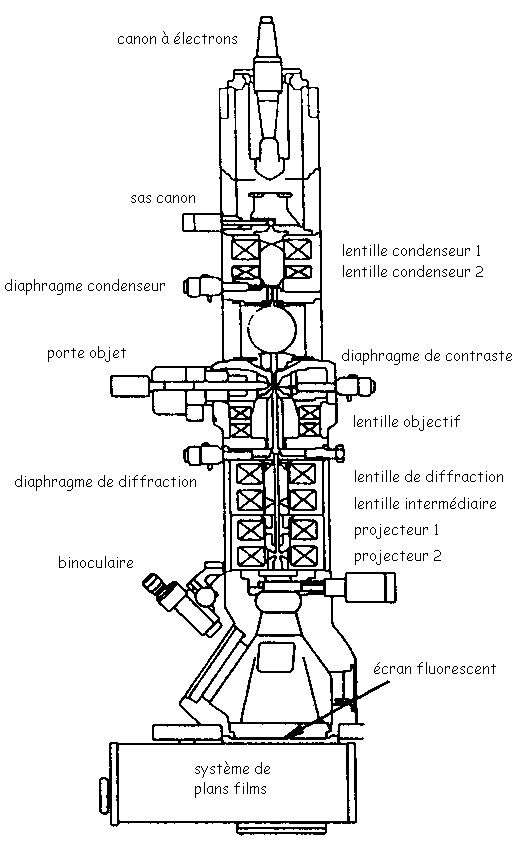 canon à électrons
sas canon
lentille condenseur 1
lentille condenseur 2
diaphragme condenseur
porte objet
diaphragme de contraste
lentille objectif
diaphragme de diffraction
lentille de diffraction
lentille intermédiaire
projecteur 1
projecteur 2
binoculaire
écran fluorescent
système de
plans films